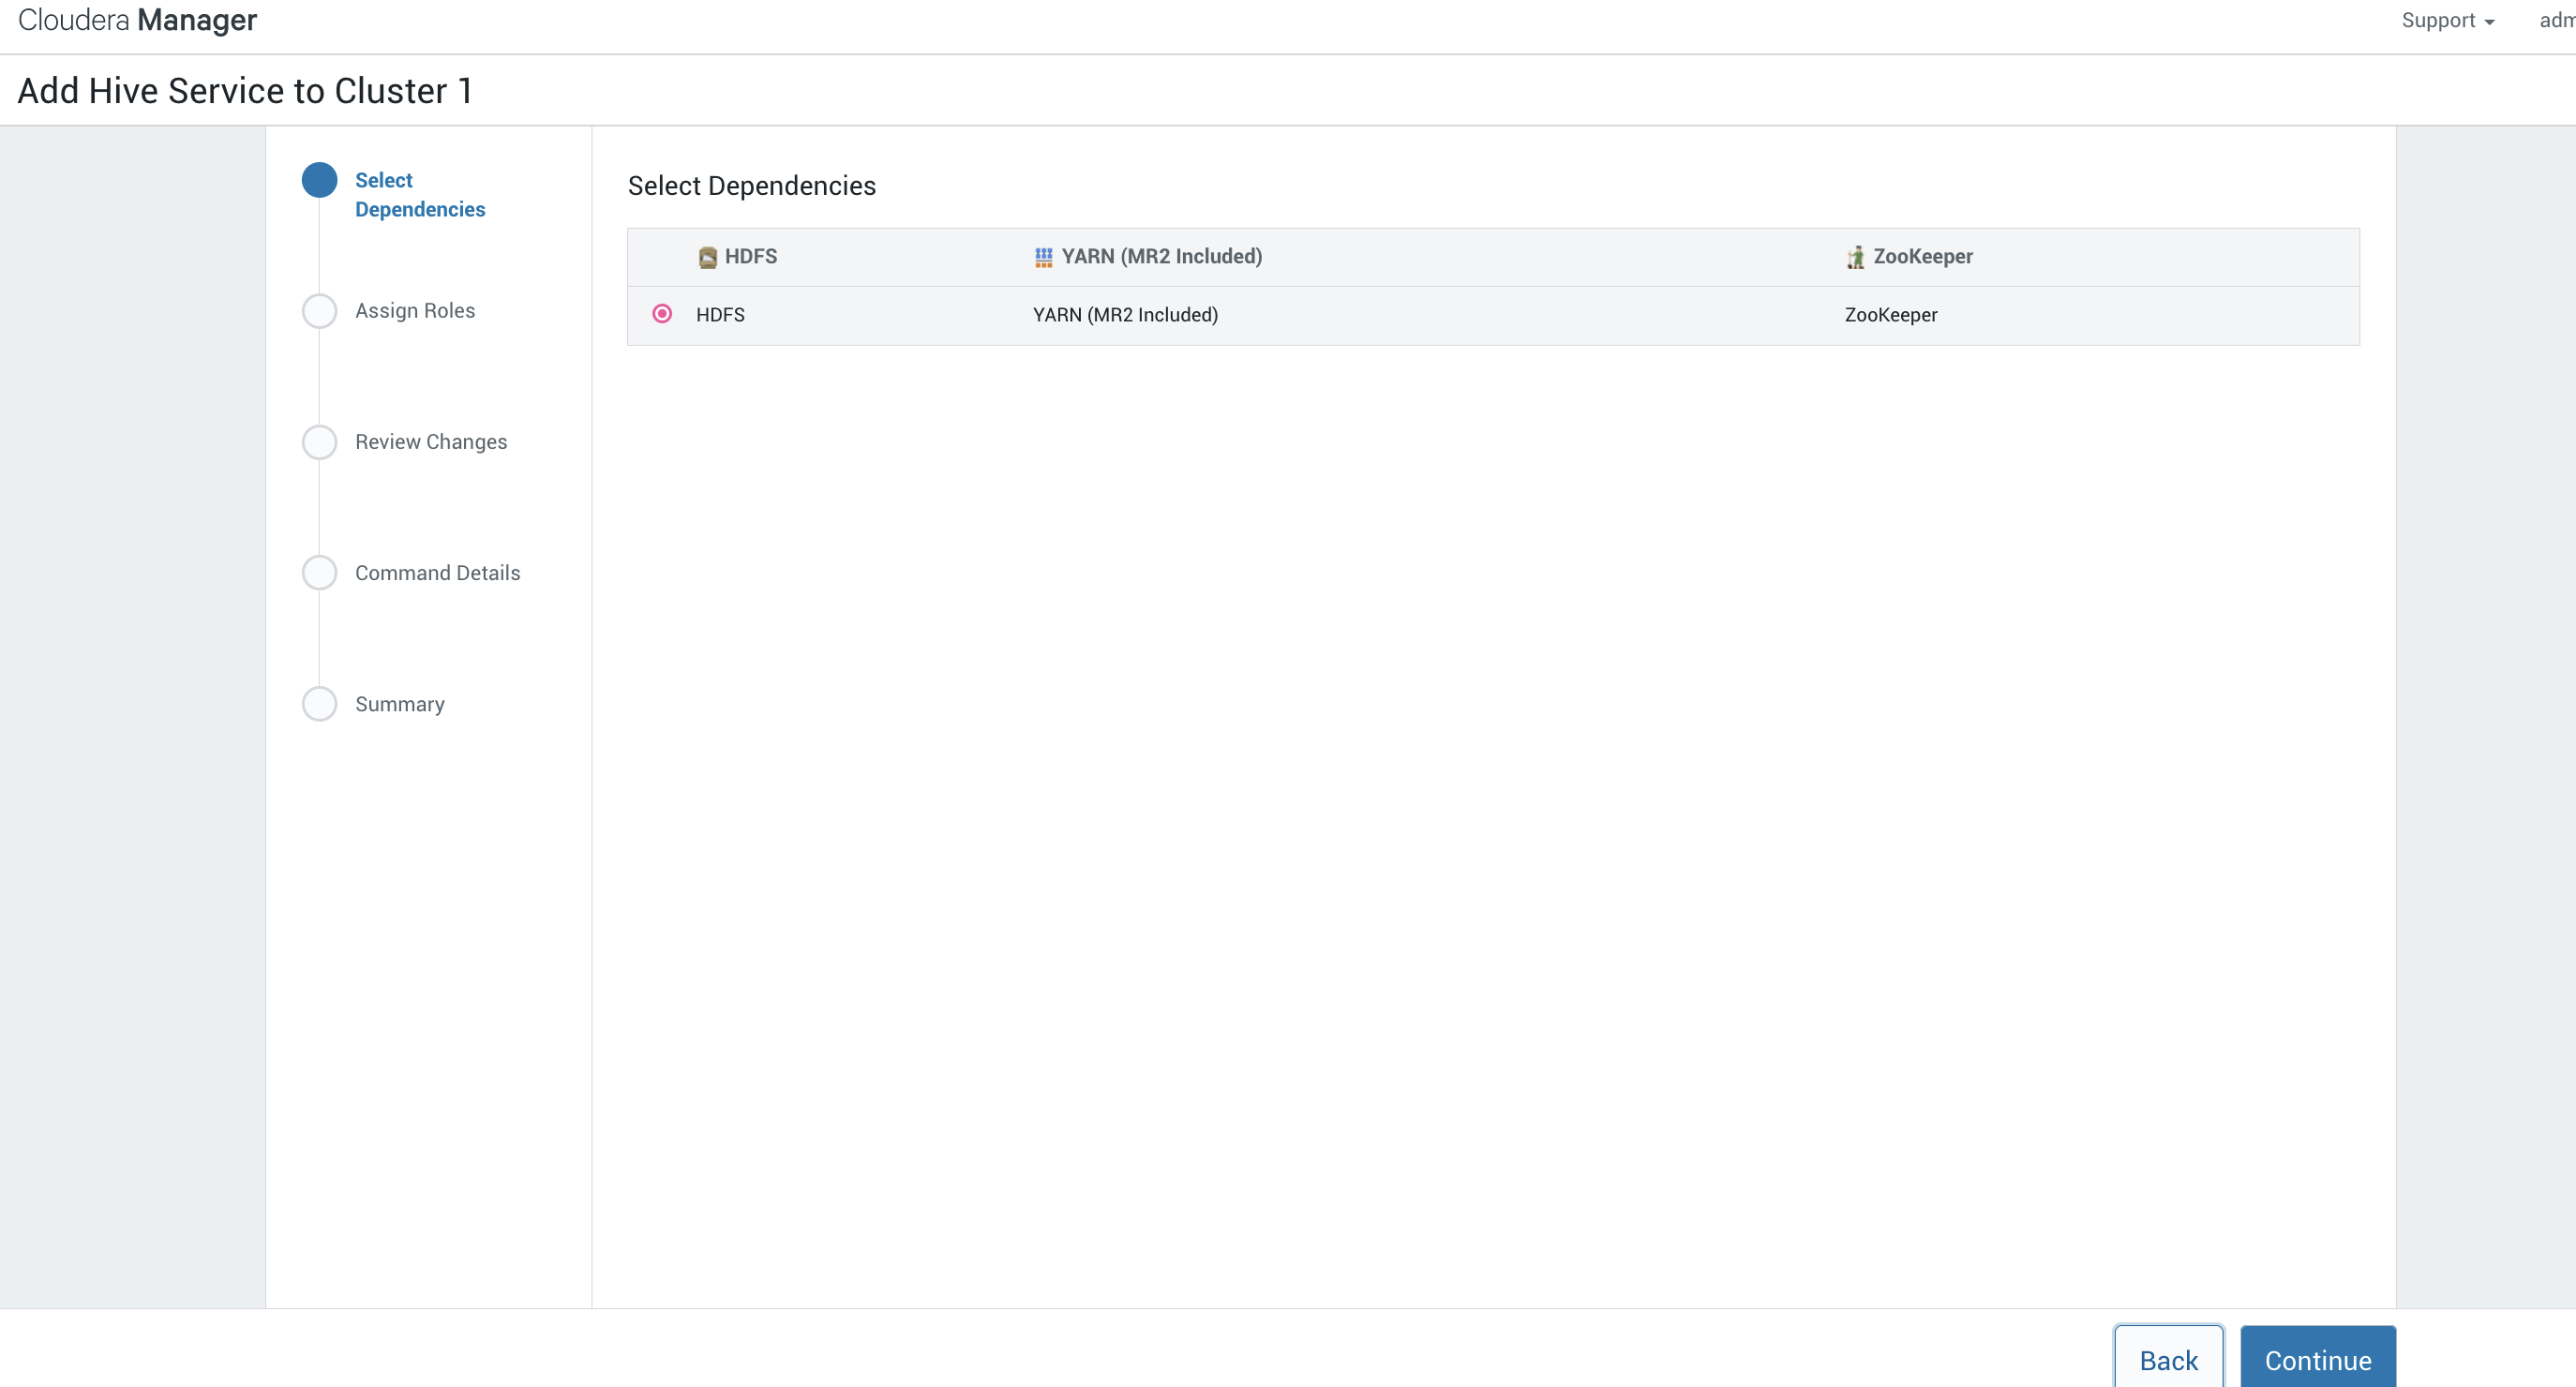 Cloudera Manager
Support
adm
Add Hive Service to Cluster 1
Select
Dependencies
Assign Roles
Review Changes
Command Details
Summary
Select Dependencies
HDFS YARN (MR2 Included) ZooKeeper
HDFS YARN (MR2 Included) ZooKeeper
Back
Continue